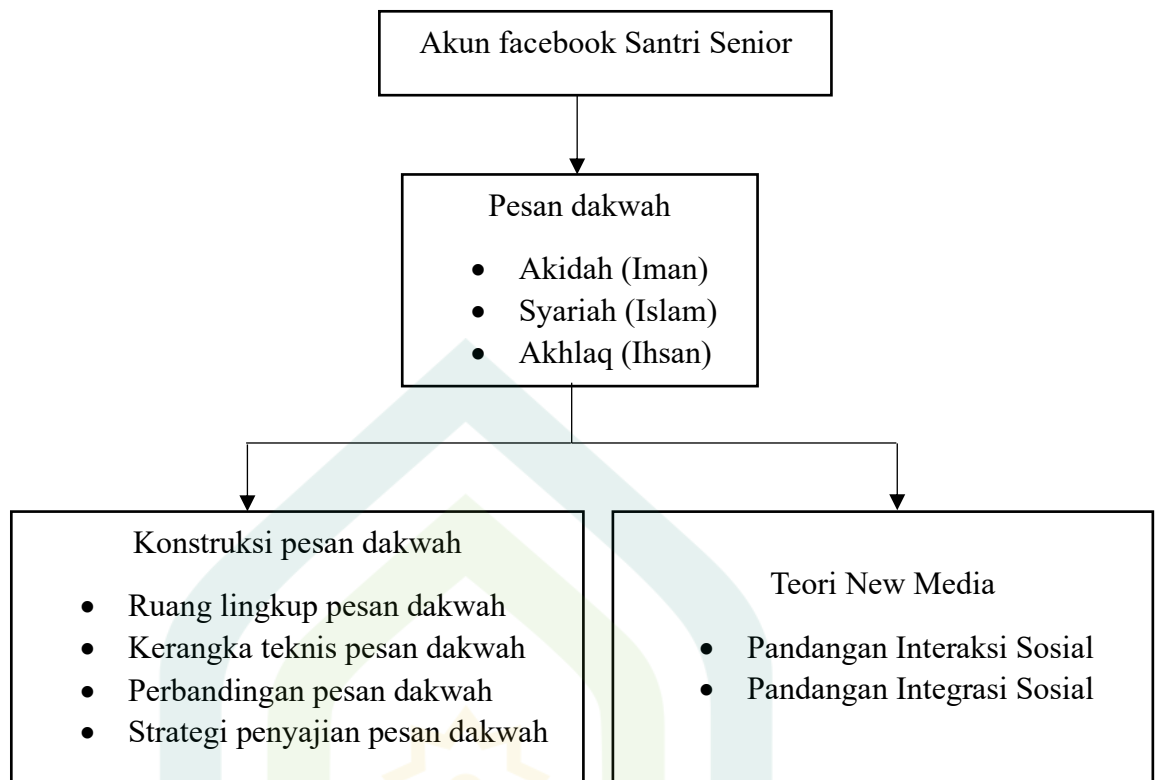 Akun facebook Santri Senior
Pesan dakwah
• Akidah (Iman)
• Syariah (Islam)
• Akhlaq (Ihsan)
Konstruksi pesan dakwah
• Ruang lingkup pesan dakwah
• Kerangka teknis pesan dakwah
• Perbandingan pesan dakwah
• Strategi penyajian pesan dakwah
Teori New Media
• Pandangan Interaksi Sosial
• Pandangan Integrasi Sosial